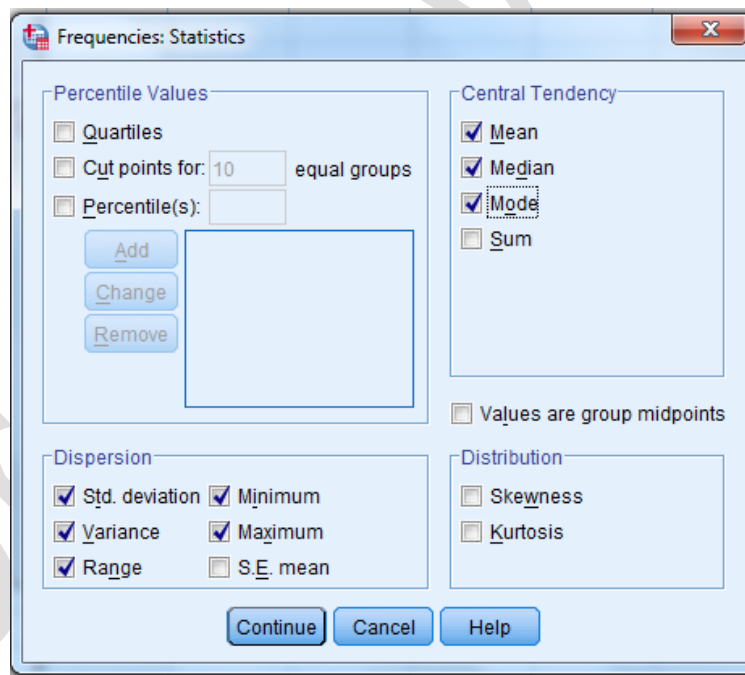 Frequencies: Statistics
X
Percentile Values
Quartiles
Cut points for: 10 equal groups
Percentile(s):
Add
Change
Remove
Central Tendency
Mean
Median
Mode
Sum
Values are group midpoints
Dispersion
Std. deviation Minimum
Variance Maximum
Range S.E. mean
Distribution
Skewness
Kurtosis
Continue Cancel Help